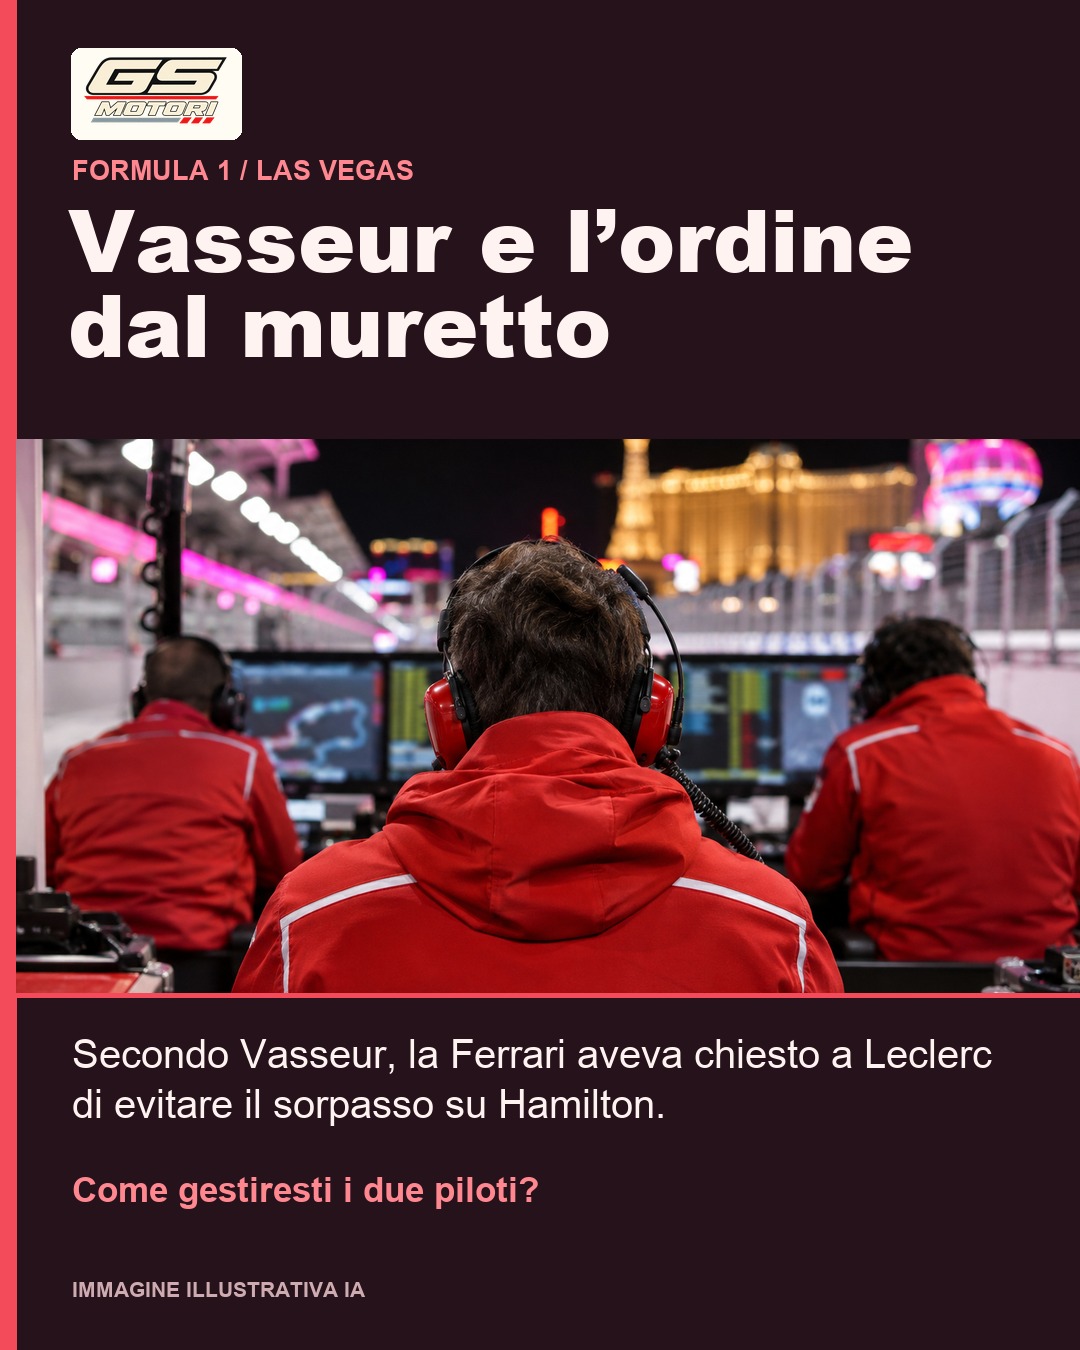 GS
MOTORI
FORMULA 1 / LAS VEGAS
Vasseur e l’ordine
dal muretto
Secondo Vasseur, la Ferrari aveva chiesto a Leclerc
di evitare il sorpasso su Hamilton.
Come gestiresti i due piloti?
IMMAGINE ILLUSTRATIVA IA